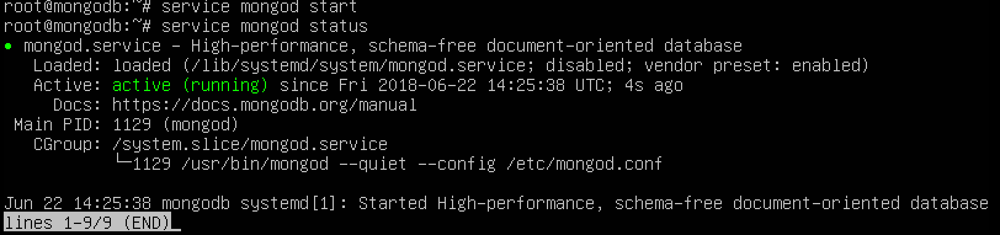 root@mongodb:~# service mongod start
root@mongodb:~# service mongod status
● mongod.service - High-performance, schema-free document-oriented database
   Loaded: loaded (/lib/systemd/system/mongod.service; disabled; vendor preset: enabled)
   Active: active (running) since Fri 2018-06-22 14:25:38 UTC; 4s ago
     Docs: https://docs.mongodb.org/manual
 Main PID: 1129 (mongod)
   CGroup: /system.slice/mongod.service
           └─1129 /usr/bin/mongod --quiet --config /etc/mongod.conf
Jun 22 14:25:38 mongodb systemd[1]: Started High-performance, schema-free document-oriented database
lines 1-9/9 (END)